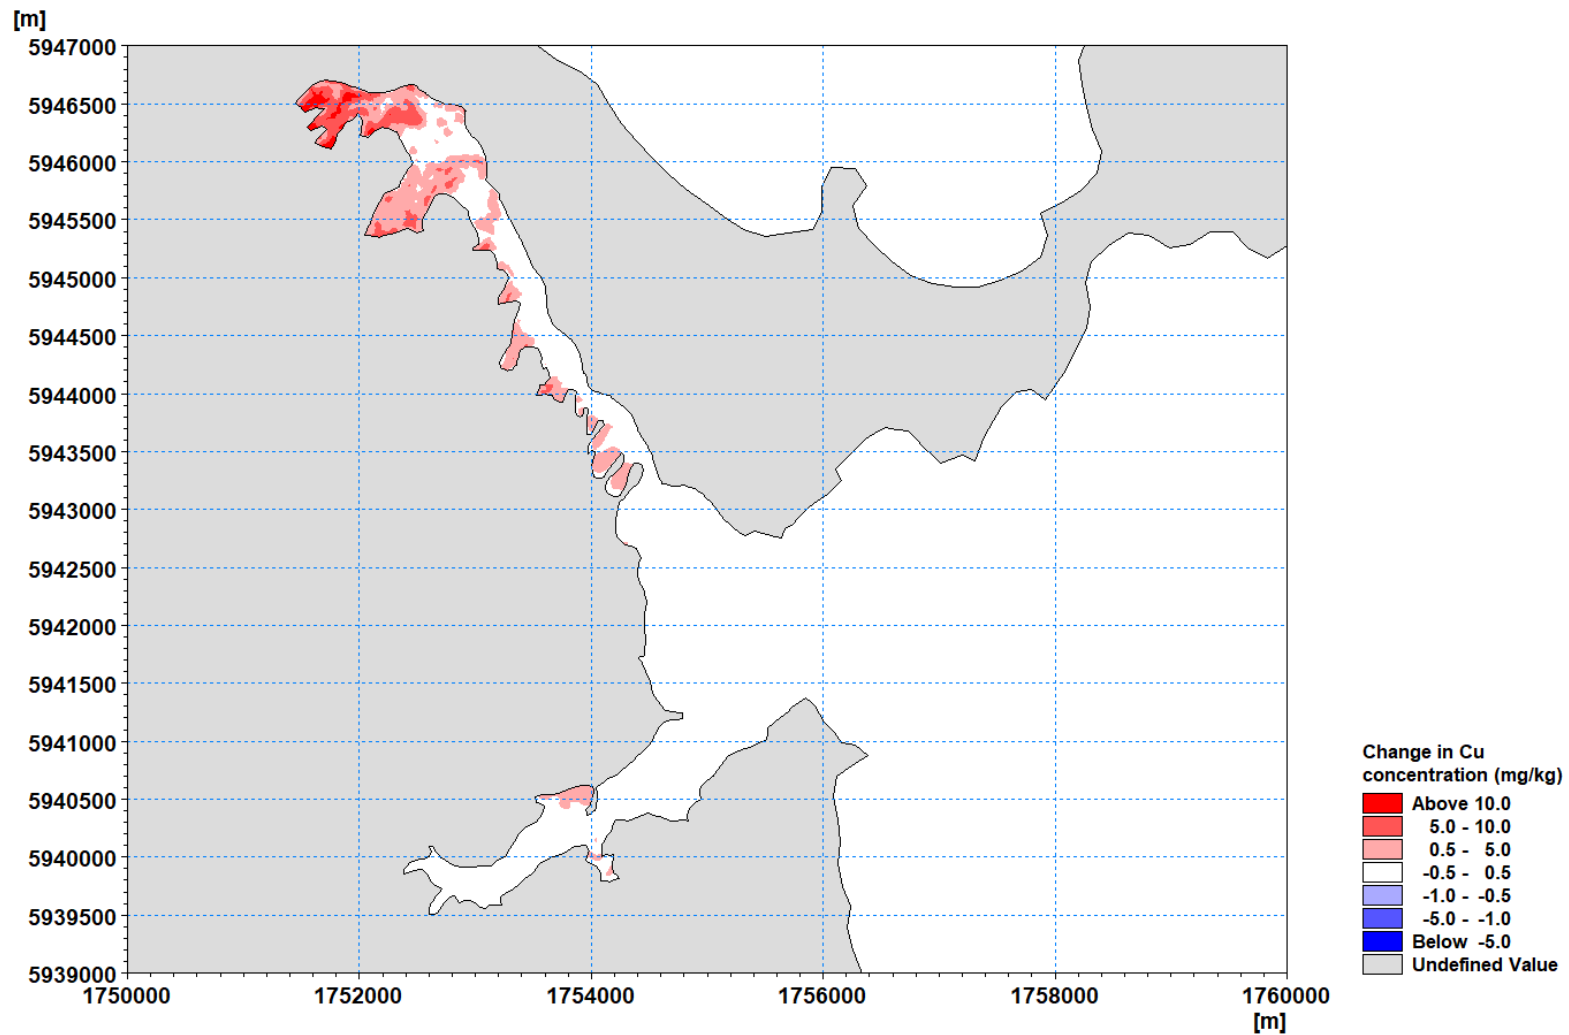 [m]
5947000
5946500
5946000
5945500
5945000
5944500
5944000
5943500
5943000
5942500
5942000
5941500
5941000
5940500
5940000
5939500
5939000
1750000 1752000 1754000 1756000 1758000 1760000
[m]
Change in Cu
concentration (mg/kg)
Above 10.0
5.0 - 10.0
0.5 - 5.0
-0.5 - 0.5
-1.0 - -0.5
-5.0 - -1.0
Below -5.0
Undefined Value